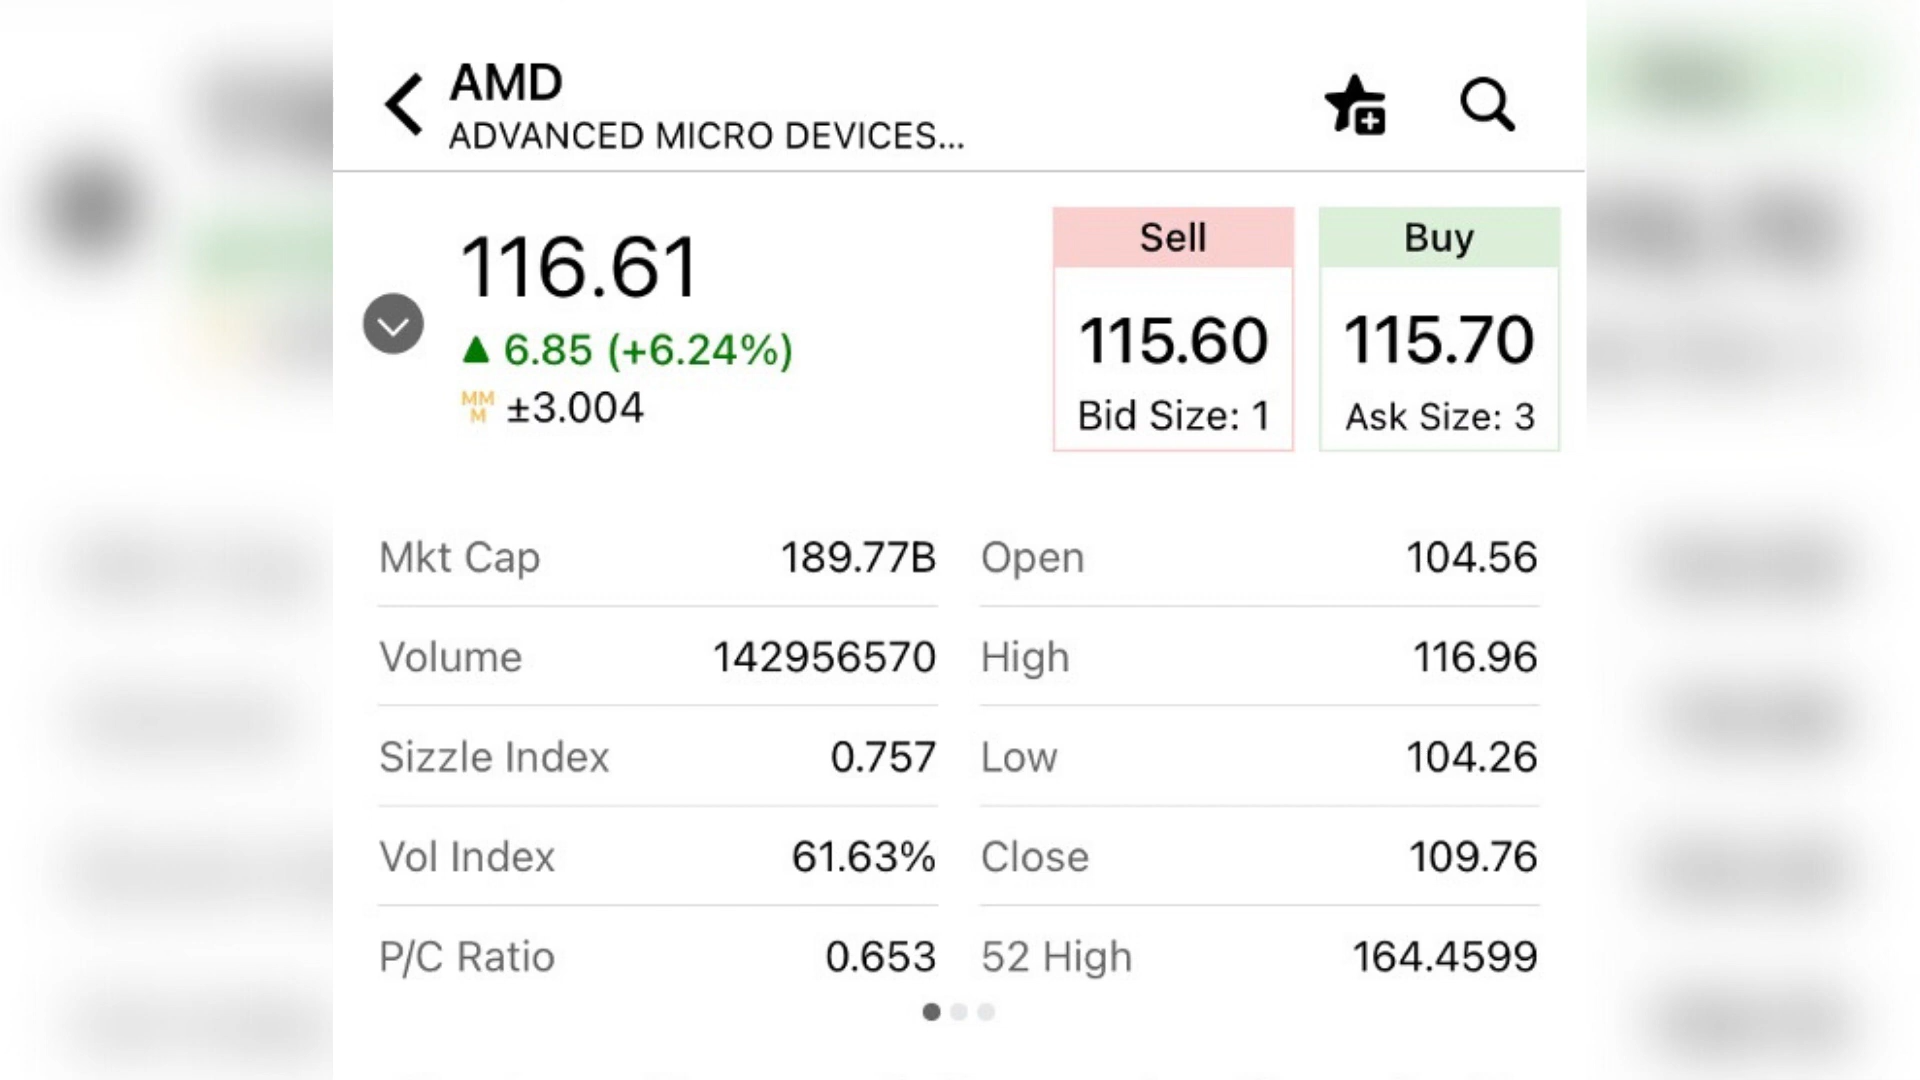 AMD
ADVANCED MICRO DEVICES...
116.61
▲ 6.85 (+6.24%)
MM
M
±3.004
Sell
115.60
Bid Size: 1
Buy
115.70
Ask Size: 3
Mkt Cap 189.77B
Open 104.56
Volume 142956570
High 116.96
Sizzle Index 0.757
Low 104.26
Vol Index 61.63%
Close 109.76
P/C Ratio 0.653
52 High 164.4599